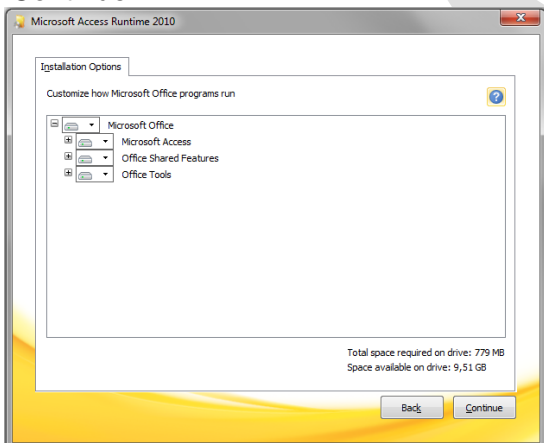 Microsoft Access Runtime 2010
Installation Options
Customize how Microsoft Office programs run
Microsoft Office
Microsoft Access
Office Shared Features
Office Tools
Total space required on drive: 779 MB
Space available on drive: 9,51 GB
Back
Continue